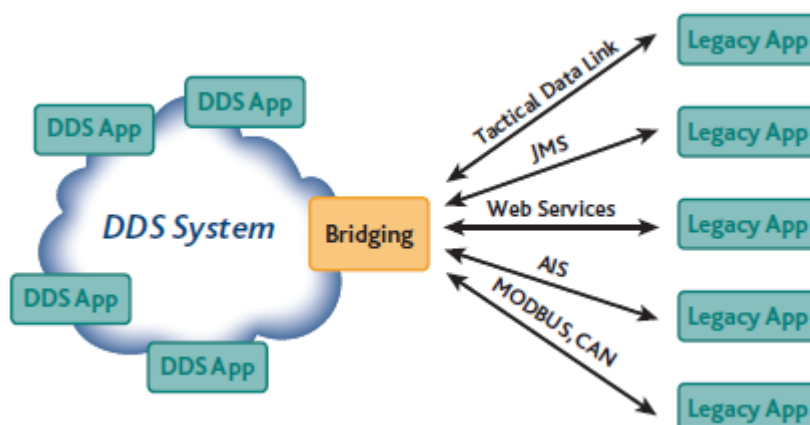 DDS App
DDS App
DDS System
DDS App
DDS App
Bridging
Tactical Data Link
JMS
Web Services
AIS
MODBUS, CAN
Legacy App
Legacy App
Legacy App
Legacy App
Legacy App